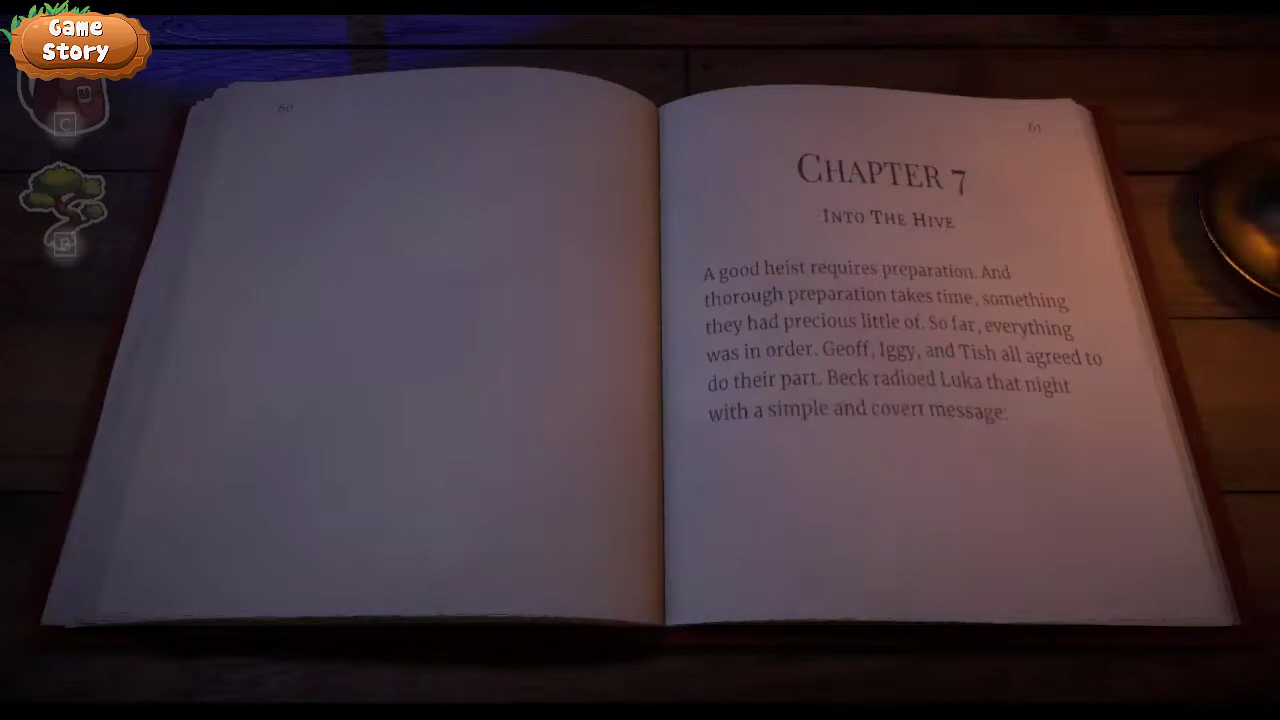 Game
Story
C
B
60
61
CHAPTER 7
INTO THE HIVE
A good heist requires preparation. And
thorough preparation takes time, something
they had precious little of. So far, everything
was in order. Geoff, Iggy, and Tish all agreed to
do their part. Beck radioed Luka that night
with a simple and covert message: